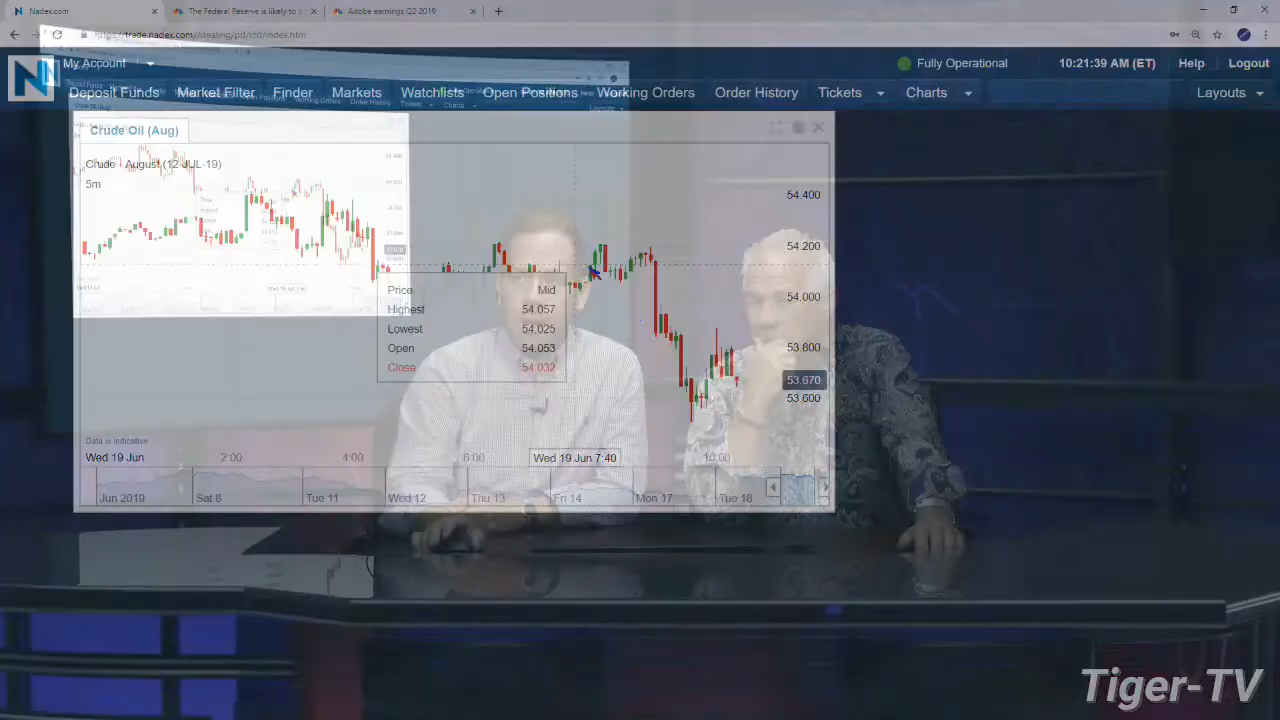 Nadex.com
The Federal Reserve is likely to
Adobe earnings Q2 2019
https://trade.nadex.com//dealing/pd/cfd/index.htm
N My Account
Fully Operational 10:21:39 AM (ET) Help Logout
Deposit Funds Market Filter Finder Markets Watchlists Open Positions Working Orders Order History Tickets Charts Layouts
Crude Oil (Aug)
Crude - August (12-JUL-19)
5m
54.400
54.200
54.000
53.800
53.670
53.600
Price Mid
Highest 54.057
Lowest 54.025
Open 54.053
Close 54.032
Data is indicative
Wed 19 Jun 2:00 4:00 6:00 Wed 19 Jun 7:40 10:00
Jun 2019 Sat 8 Tue 11 Wed 12 Thu 13 Fri 14 Mon 17 Tue 18
Tiger-TV